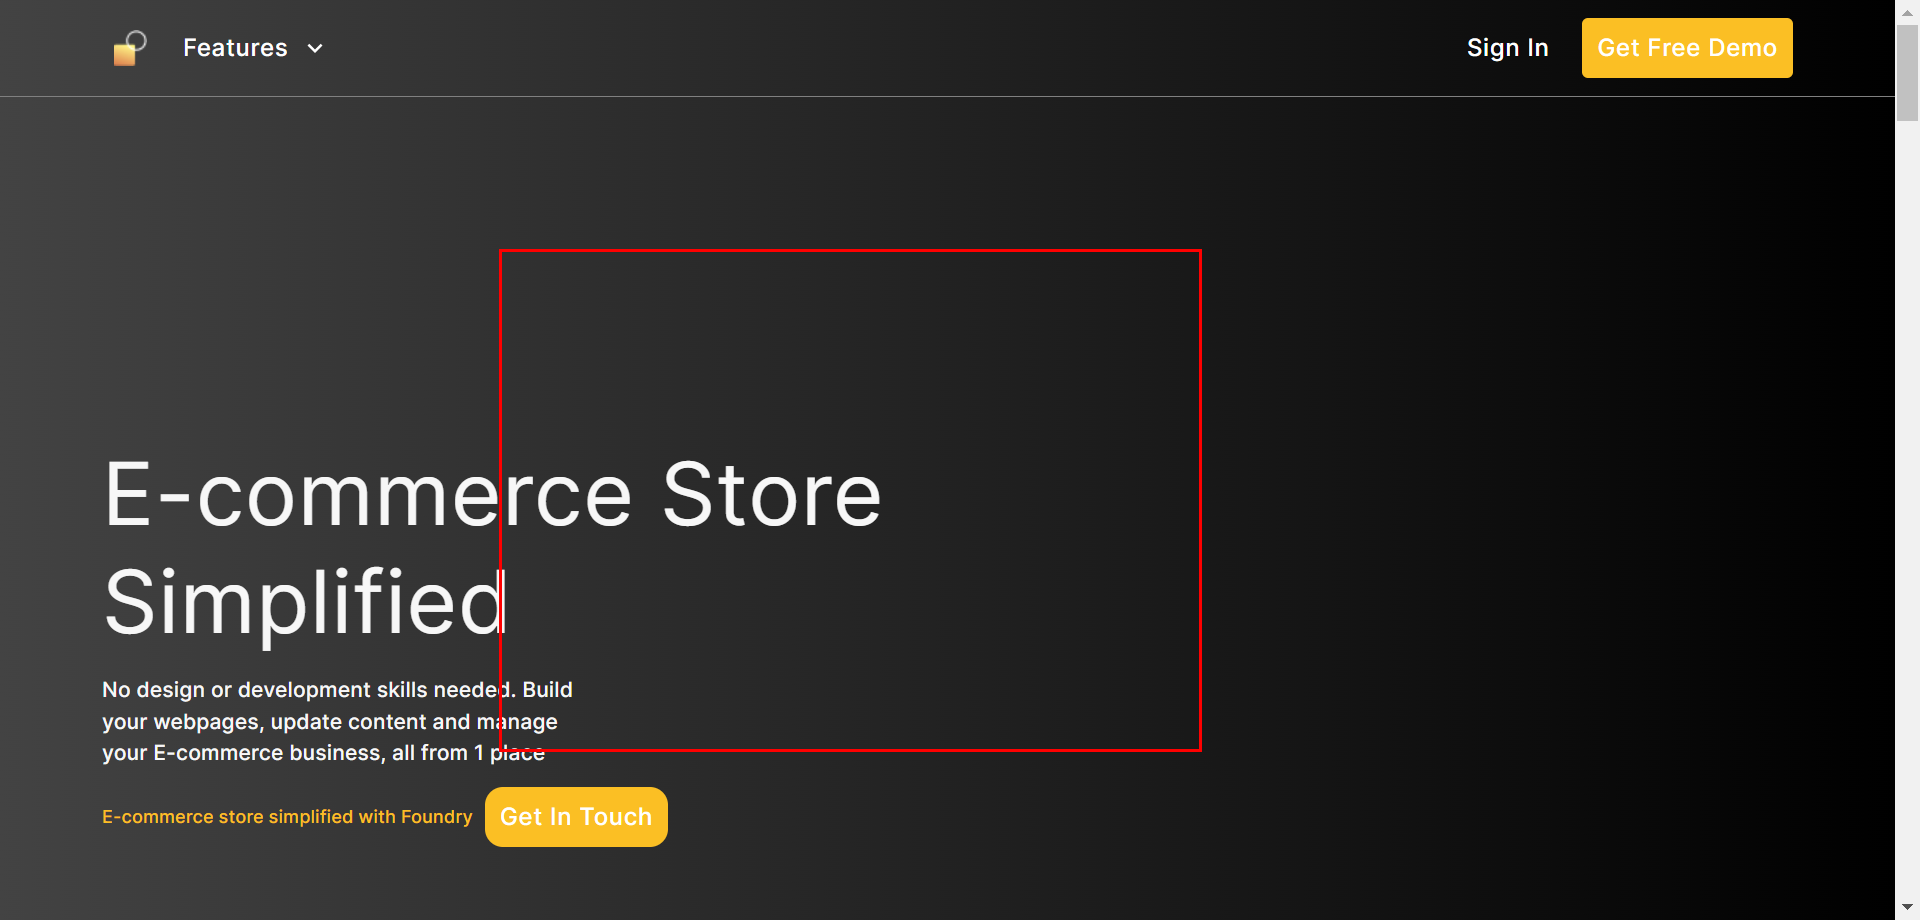 Features
Sign In
Get Free Demo
E-commerce Store
Simplified
No design or development skills needed. Build
your webpages, update content and manage
your E-commerce business, all from 1 place
E-commerce store simplified with Foundry
Get In Touch